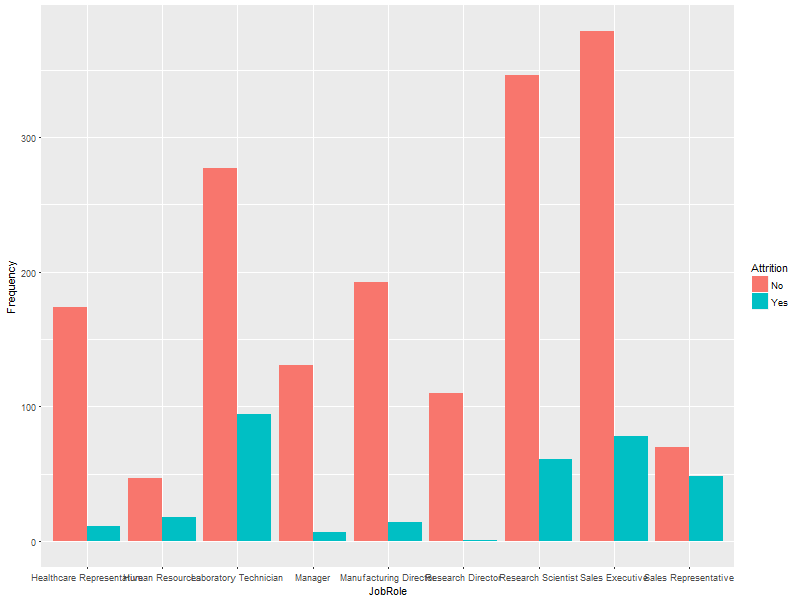 Frequency
300
200
100
0
Healthcare Representative Human Resources Laboratory Technician Manager Manufacturing Director Research Director Research Scientist Sales Executive Sales Representative
JobRole
Attrition
No
Yes